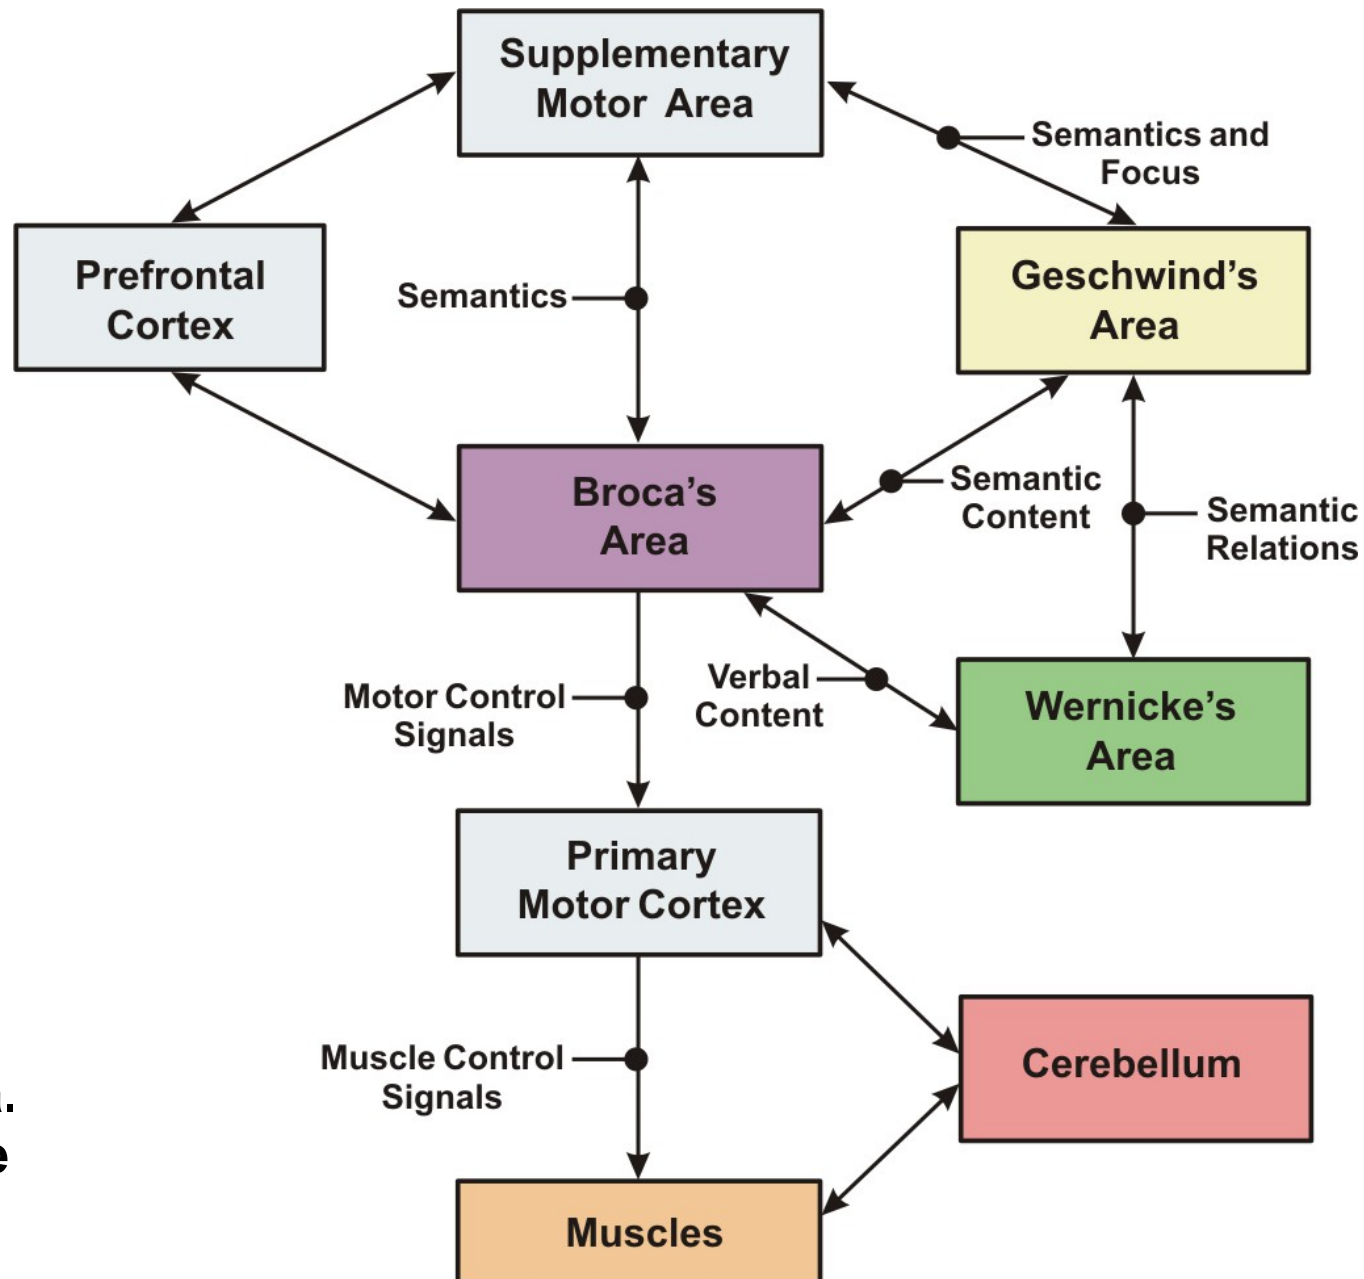 Supplementary
Motor Area
Semantics and
Focus
Prefrontal
Cortex
Semantics
Geschwind’s
Area
Broca’s
Area
Semantic
Content
Semantic
Relations
Motor Control
Signals
Verbal
Content
Wernicke’s
Area
Primary
Motor Cortex
Muscle Control
Signals
Cerebellum
Muscles